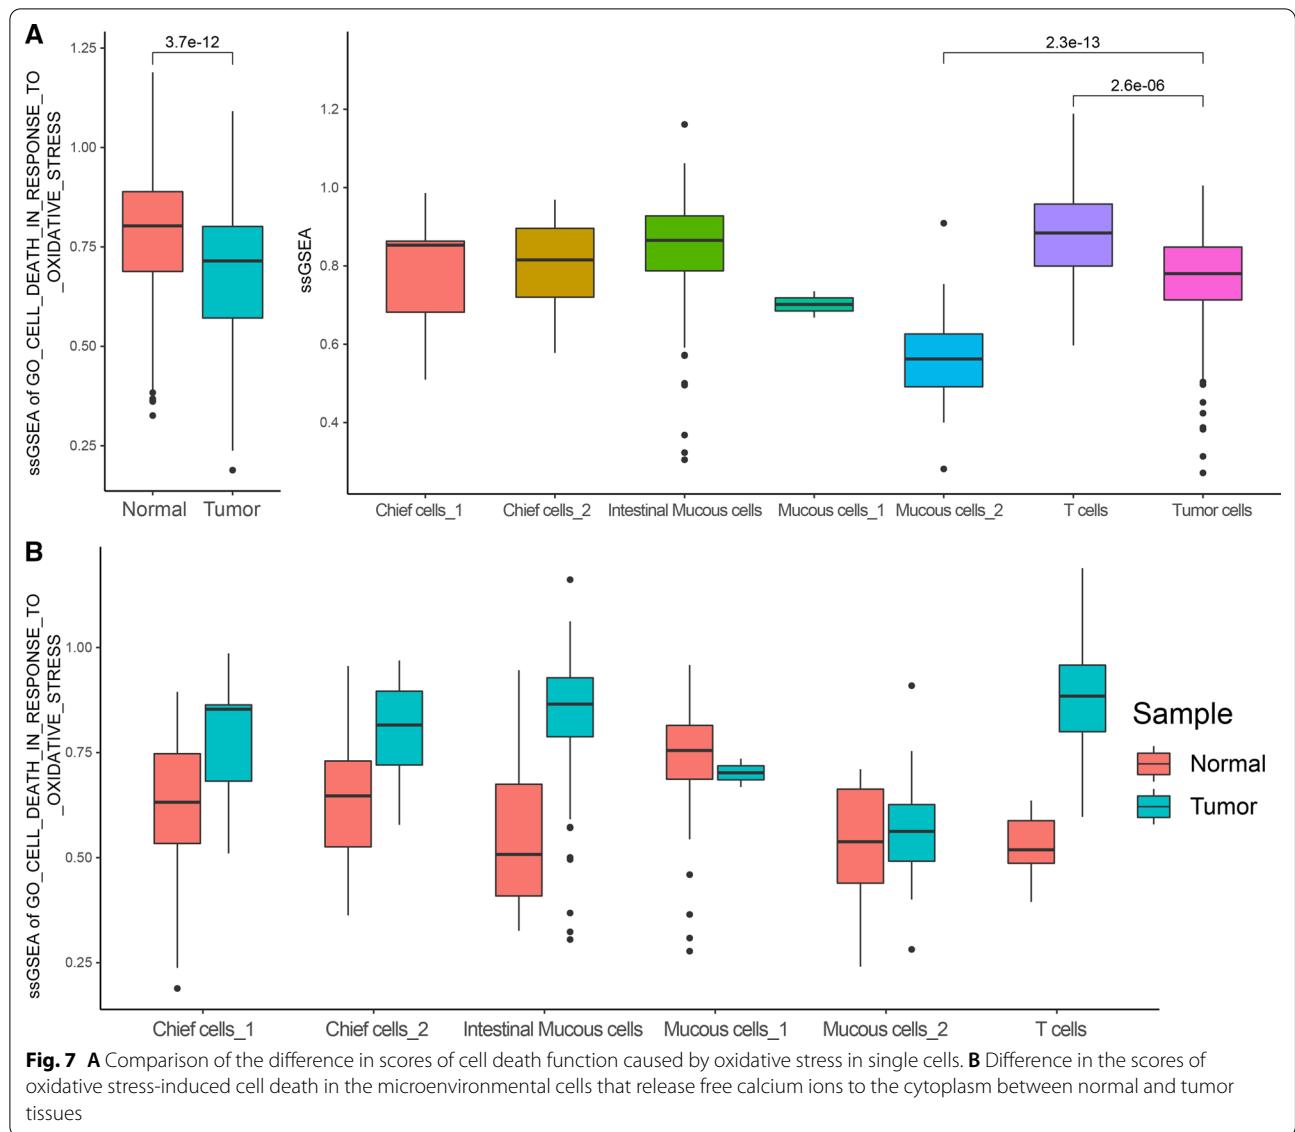 A
ssGSEA of GO_CELL_DEATH_IN_RESPONSE_TO
_OXIDATIVE_STRESS
1.25
1.00
0.75
0.50
0.25
3.7e-12
Normal Tumor
ssGSEA
1.2
1.0
0.8
0.6
0.4
2.3e-13
2.6e-06
Chief cells_1 Chief cells_2 Intestinal Mucous cells Mucous cells_1 Mucous cells_2 T cells Tumor cells
B
ssGSEA of GO_CELL_DEATH_IN_RESPONSE_TO
_OXIDATIVE_STRESS
1.00
0.75
0.50
0.25
Chief cells_1 Chief cells_2 Intestinal Mucous cells Mucous cells_1 Mucous cells_2 T cells
Sample
Normal
Tumor
Fig. 7 A Comparison of the difference in scores of cell death function caused by oxidative stress in single cells. B Difference in the scores of
oxidative stress-induced cell death in the microenvironmental cells that release free calcium ions to the cytoplasm between normal and tumor
tissues